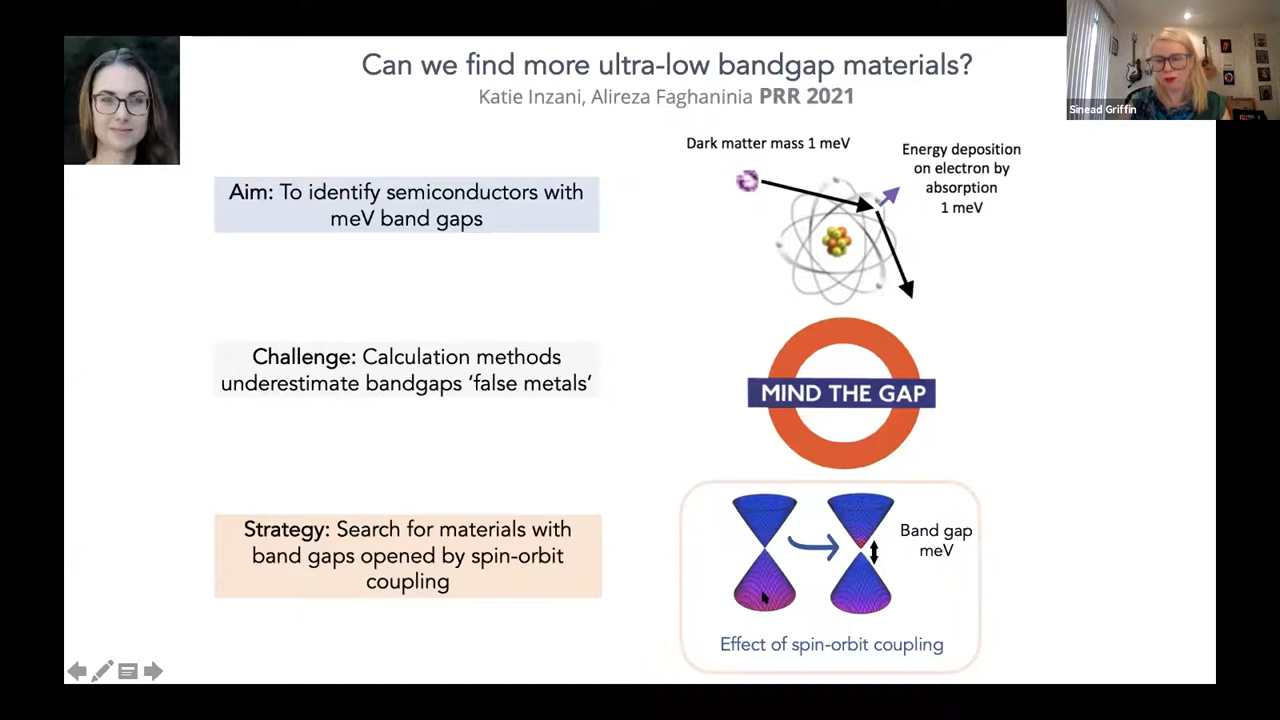 Can we find more ultra-low bandgap materials?
Katie Inzani, Alireza Faghaninia PRR 2021
Sinead Griffin
Aim: To identify semiconductors with
meV band gaps
Dark matter mass 1 meV
Energy deposition
on electron by
absorption
1 meV
Challenge: Calculation methods
underestimate bandgaps ‘false metals’
MIND THE GAP
Strategy: Search for materials with
band gaps opened by spin-orbit
coupling
Band gap
meV
Effect of spin-orbit coupling